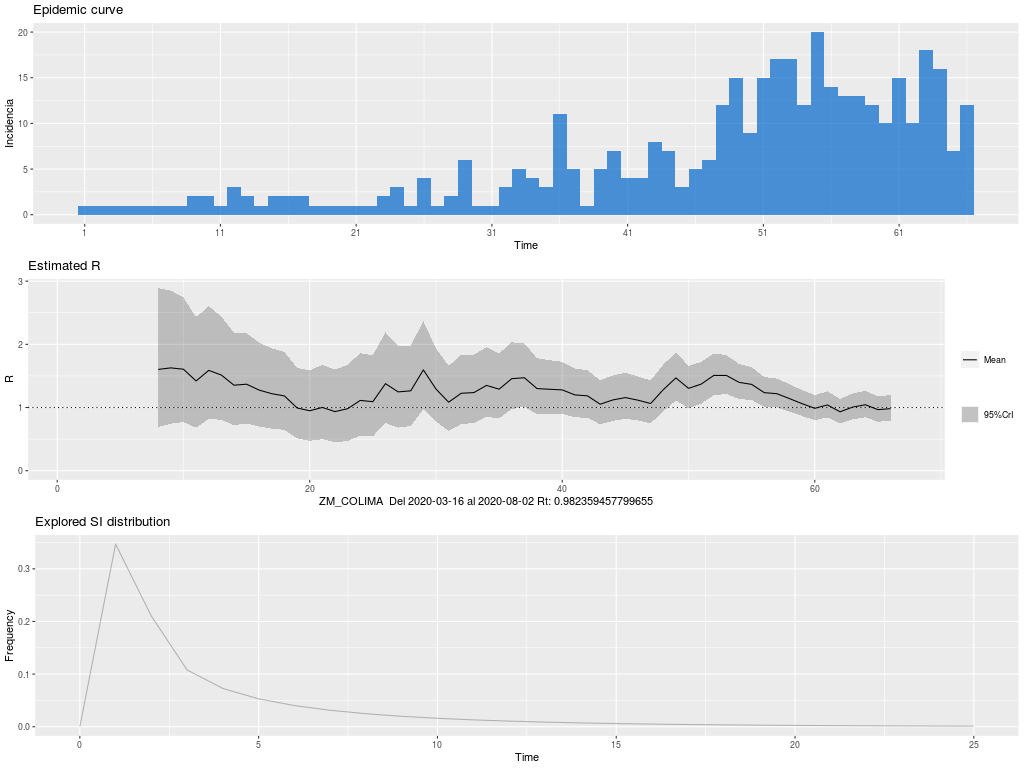 Epidemic curve
20
15
10
5
0
Incidencia
1 11 21 31 41 51 61
Time
Estimated R
3
2
1
0
R
0 20 40 60
Mean
95%CrI
ZM_COLIMA Del 2020-03-16 al 2020-08-02 Rt: 0.982359457799655
Explored SI distribution
0.3
0.2
0.1
0.0
Frequency
0 5 10 15 20 25
Time